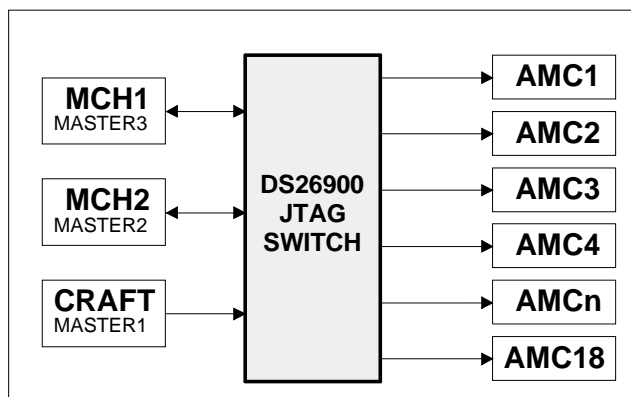 MCH1
MASTER3
MCH2
MASTER2
CRAFT
MASTER1
DS26900
JTAG
SWITCH
AMC1
AMC2
AMC3
AMC4
AMCn
AMC18